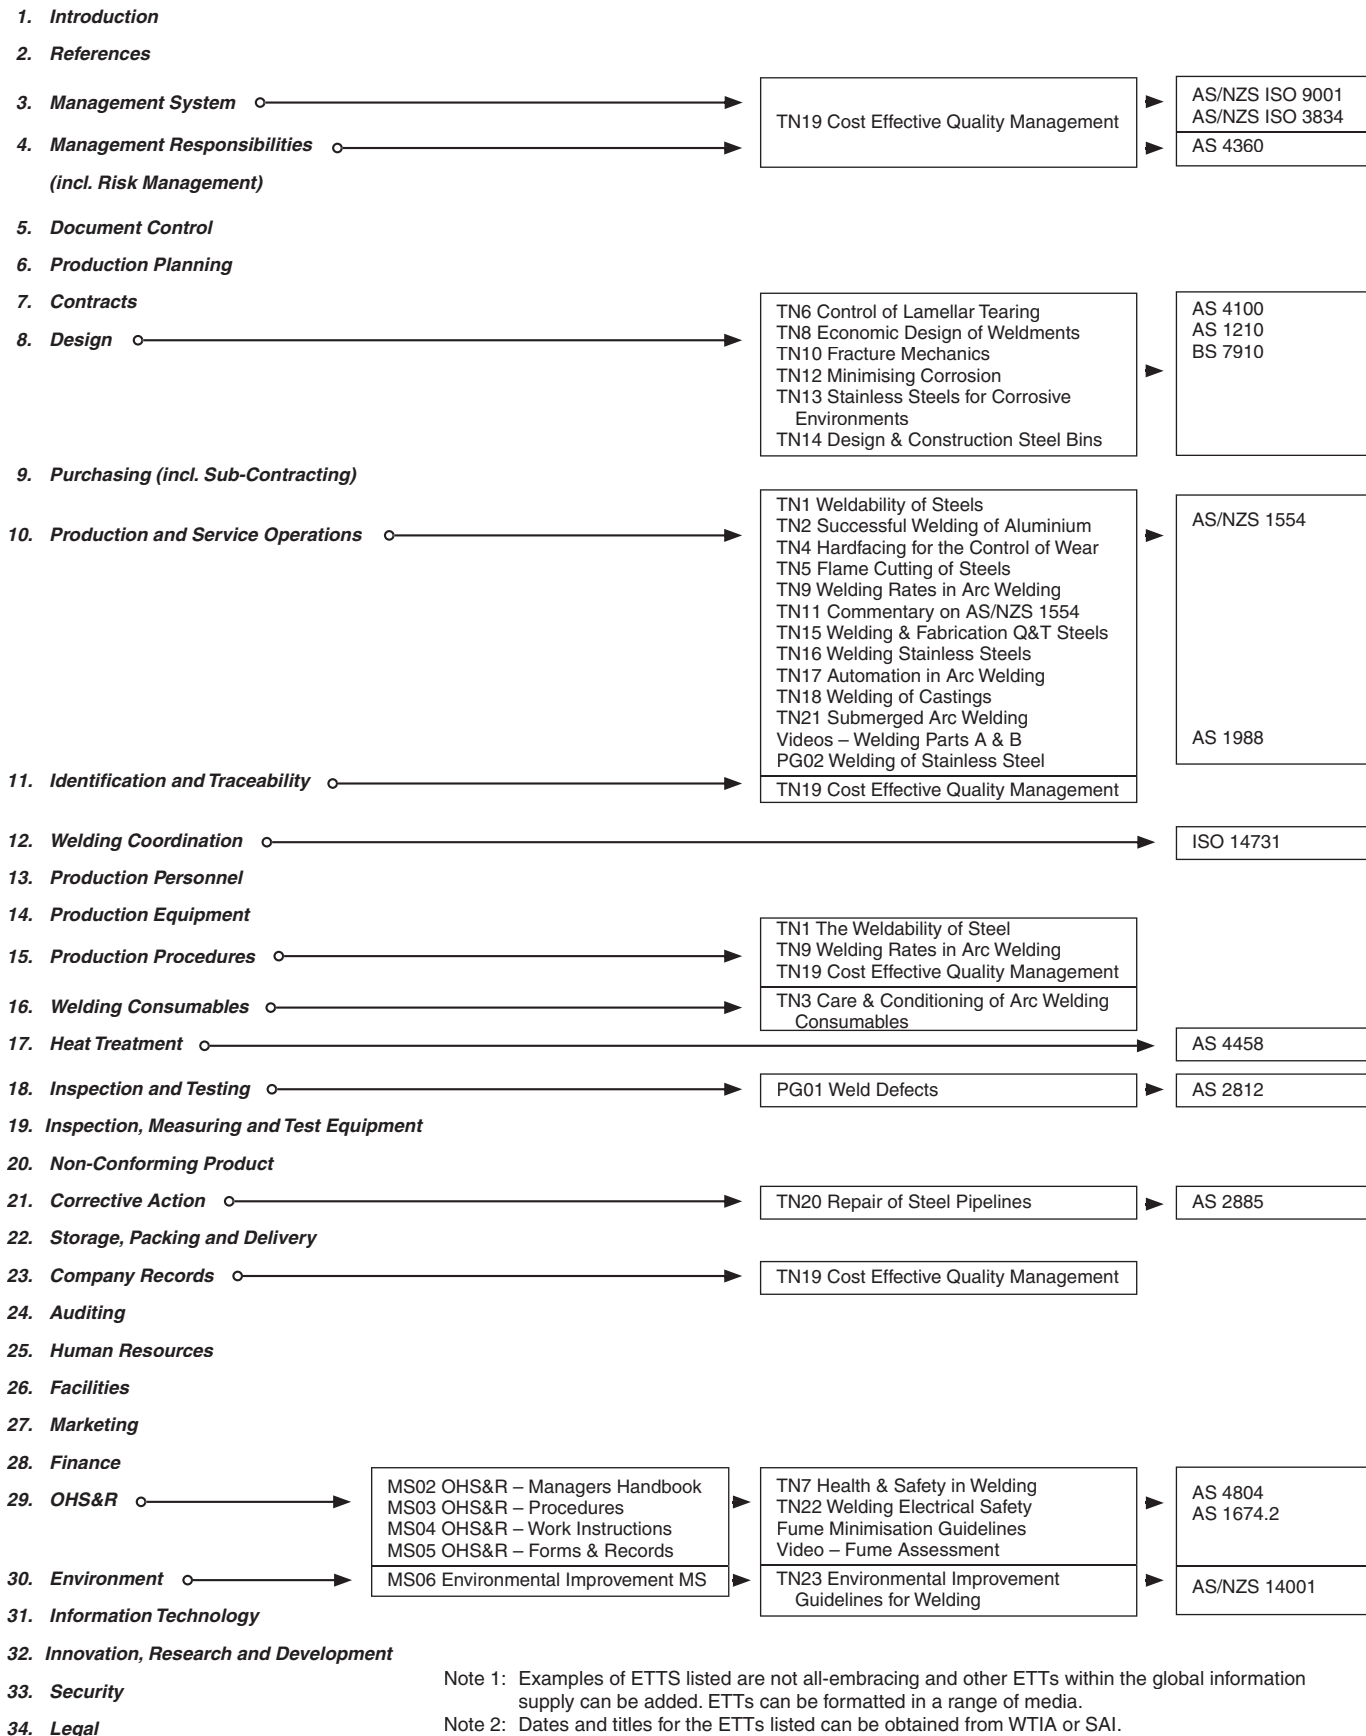 1. Introduction
2. References
3. Management System
TN19 Cost Effective Quality Management
AS/NZS ISO 9001
AS/NZS ISO 3834
4. Management Responsibilities
(incl. Risk Management)
AS 4360
5. Document Control
6. Production Planning
7. Contracts
8. Design
TN6 Control of Lamellar Tearing
TN8 Economic Design of Weldments
TN10 Fracture Mechanics
TN12 Minimising Corrosion
TN13 Stainless Steels for Corrosive
Environments
TN14 Design & Construction Steel Bins
AS 4100
AS 1210
BS 7910
9. Purchasing (incl. Sub-Contracting)
10. Production and Service Operations
TN1 Weldability of Steels
TN2 Successful Welding of Aluminium
TN4 Hardfacing for the Control of Wear
TN5 Flame Cutting of Steels
TN9 Welding Rates in Arc Welding
TN11 Commentary on AS/NZS 1554
TN15 Welding & Fabrication Q&T Steels
TN16 Welding Stainless Steels
TN17 Automation in Arc Welding
TN18 Welding of Castings
TN21 Submerged Arc Welding
Videos – Welding Parts A & B
PG02 Welding of Stainless Steel
AS/NZS 1554
AS 1988
11. Identification and Traceability
TN19 Cost Effective Quality Management
12. Welding Coordination
ISO 14731
13. Production Personnel
14. Production Equipment
15. Production Procedures
TN1 The Weldability of Steel
TN9 Welding Rates in Arc Welding
TN19 Cost Effective Quality Management
16. Welding Consumables
TN3 Care & Conditioning of Arc Welding
Consumables
17. Heat Treatment
AS 4458
18. Inspection and Testing
PG01 Weld Defects
AS 2812
19. Inspection, Measuring and Test Equipment
20. Non-Conforming Product
21. Corrective Action
TN20 Repair of Steel Pipelines
AS 2885
22. Storage, Packing and Delivery
23. Company Records
TN19 Cost Effective Quality Management
24. Auditing
25. Human Resources
26. Facilities
27. Marketing
28. Finance
29. OHS&R
MS02 OHS&R – Managers Handbook
MS03 OHS&R – Procedures
MS04 OHS&R – Work Instructions
MS05 OHS&R – Forms & Records
TN7 Health & Safety in Welding
TN22 Welding Electrical Safety
Fume Minimisation Guidelines
Video – Fume Assessment
AS 4804
AS 1674.2
30. Environment
MS06 Environmental Improvement MS
TN23 Environmental Improvement
Guidelines for Welding
AS/NZS 14001
31. Information Technology
32. Innovation, Research and Development
33. Security
34. Legal
Note 1: Examples of ETTS listed are not all-embracing and other ETTs within the global information
supply can be added. ETTs can be formatted in a range of media.
Note 2: Dates and titles for the ETTs listed can be obtained from WTIA or SAI.